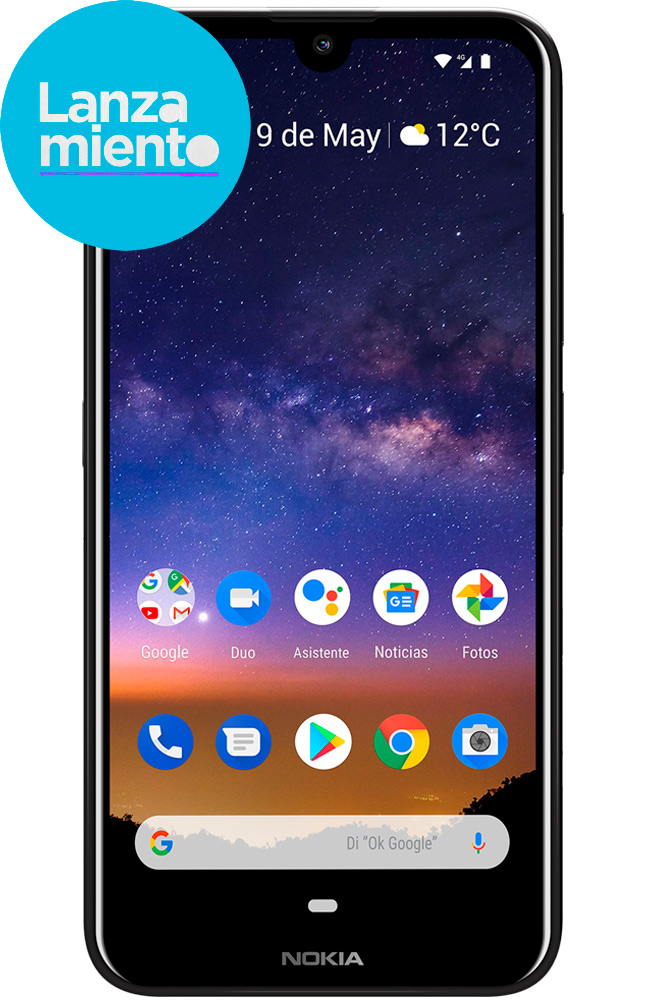 Lanza
miento
9 de May 12°C
4G
Google Duo Asistente Noticias Fotos
Di "Ok Google"
NOKIA